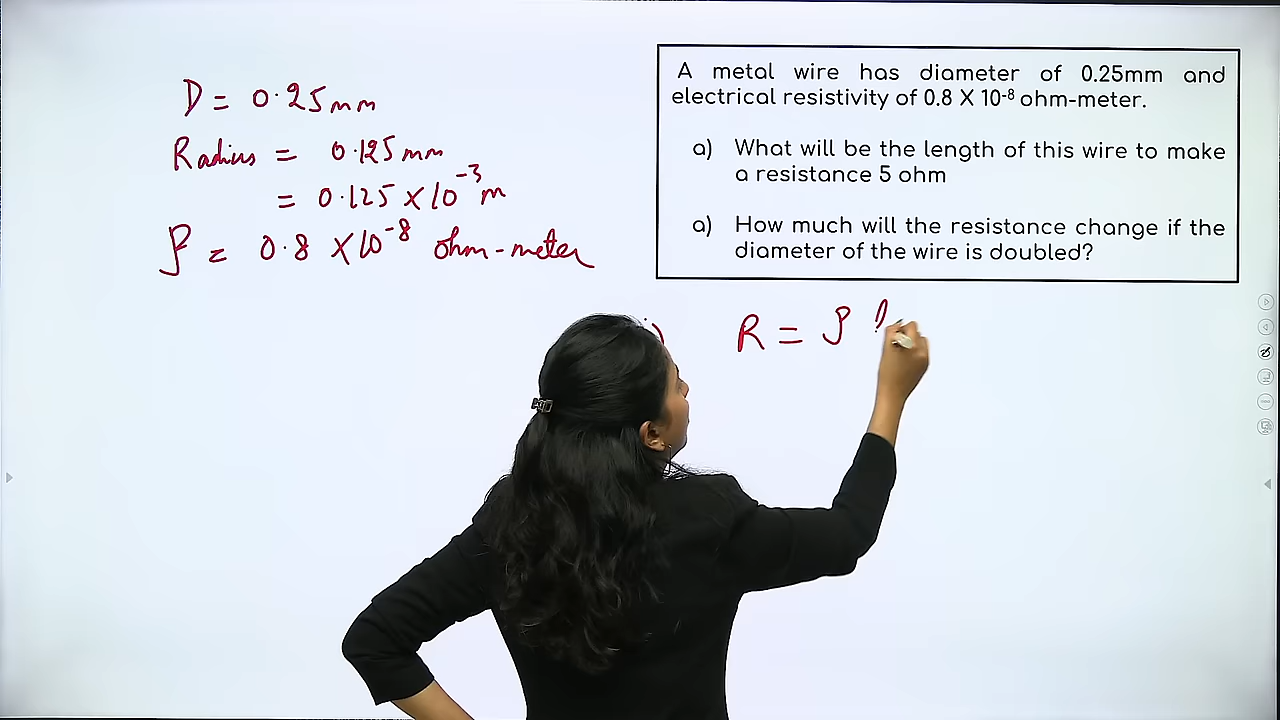 D = 0.25mm
Radius = 0.125mm
= 0.125 X 10⁻³ m
ρ = 0.8 X 10⁻⁸ ohm-meter
A metal wire has diameter of 0.25mm and
electrical resistivity of 0.8 X 10⁻⁸ ohm-meter.
a) What will be the length of this wire to make
a resistance 5 ohm
a) How much will the resistance change if the
diameter of the wire is doubled?
R = ρ